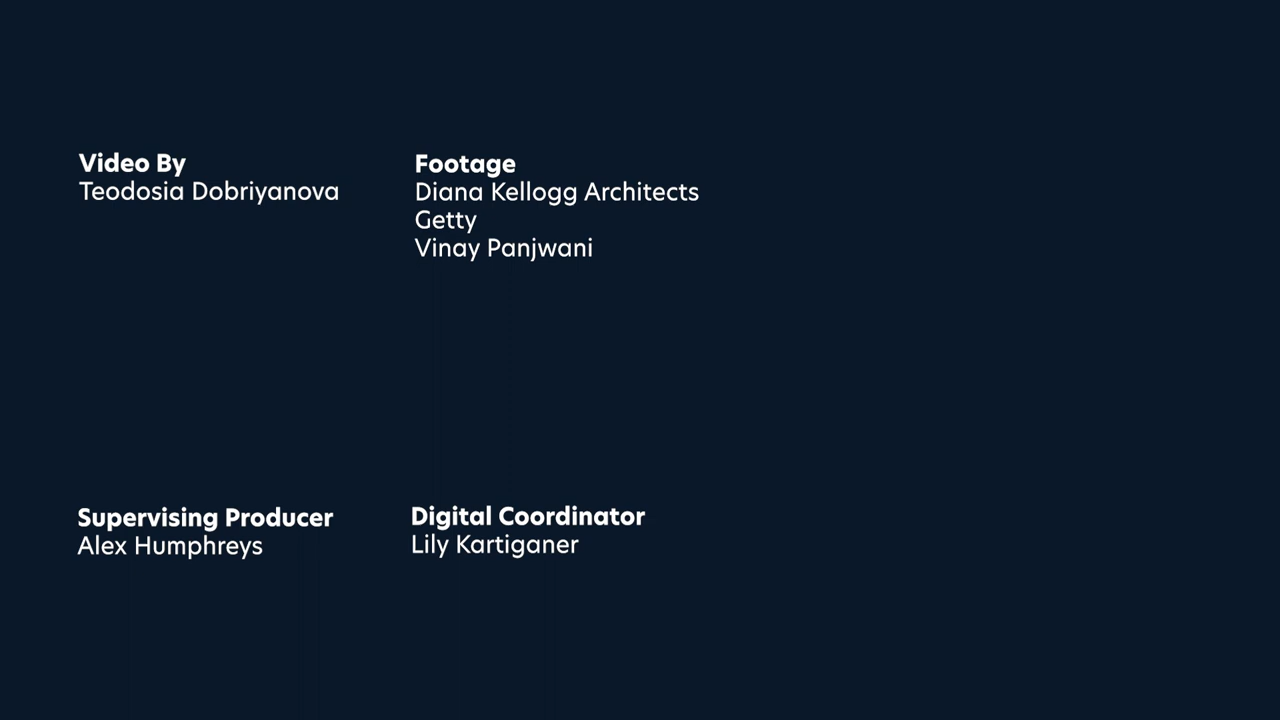 Video By
Teodosia Dobriyanova
Footage
Diana Kellogg Architects
Getty
Vinay Panjwani
Supervising Producer
Alex Humphreys
Digital Coordinator
Lily Kartiganer